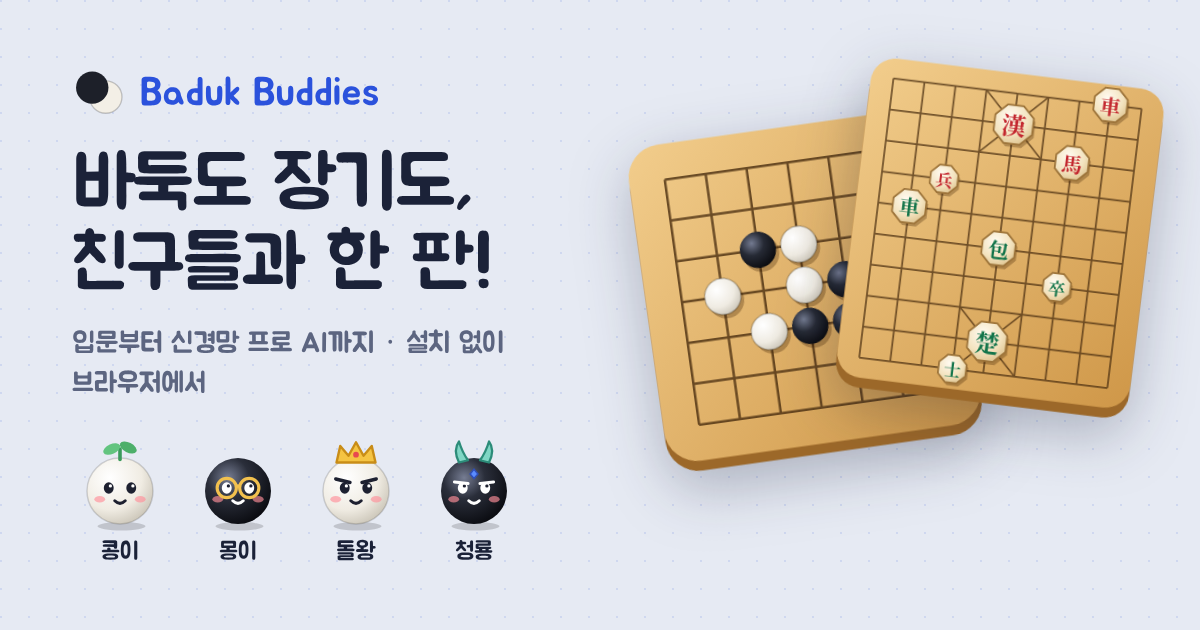 Baduk Buddies
바둑도 장기도,
친구들과 한 판!
입문부터 신경망 프로 AI까지 · 설치 없이
브라우저에서
콩이
몽이
돌왕
청룡
車
漢
馬
兵
車
包
卒
楚
士